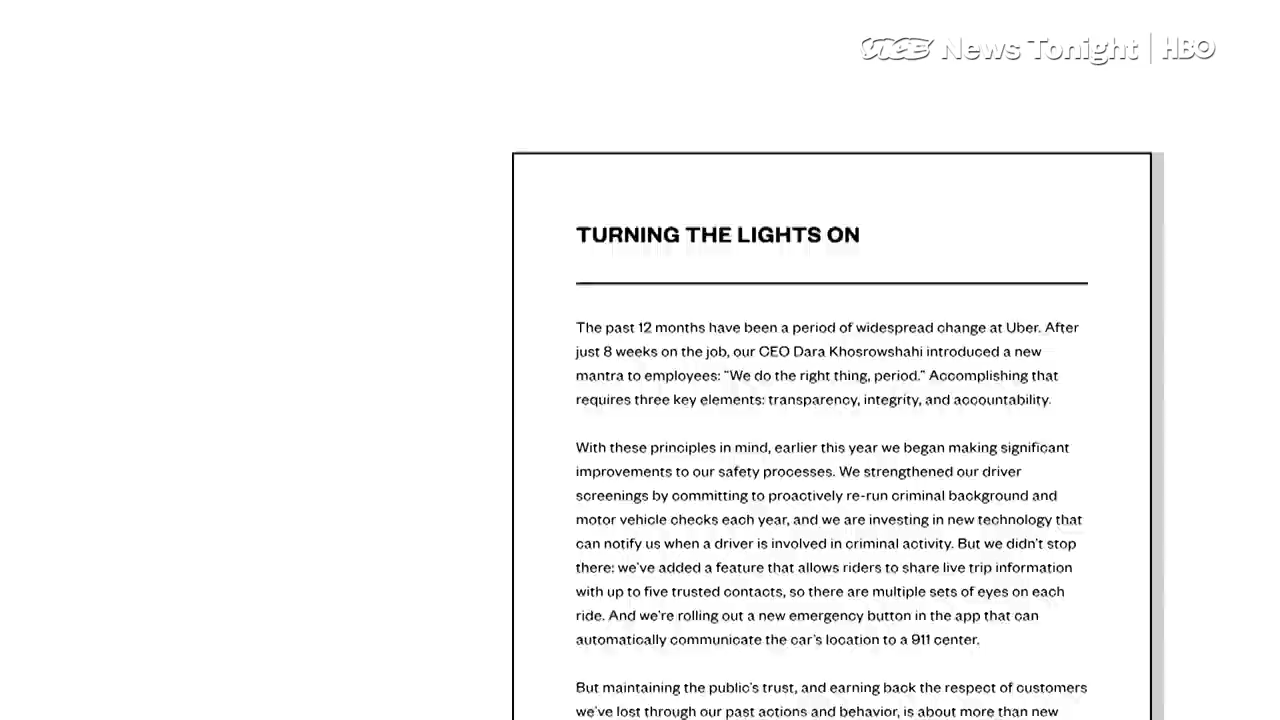 VICE News Tonight | HBO
TURNING THE LIGHTS ON
The past 12 months have been a period of widespread change at Uber. After
just 8 weeks on the job, our CEO Dara Khosrowshahi introduced a new
mantra to employees: “We do the right thing, period.” Accomplishing that
requires three key elements: transparency, integrity, and accountability.
With these principles in mind, earlier this year we began making significant
improvements to our safety processes. We strengthened our driver
screenings by committing to proactively re-run criminal background and
motor vehicle checks each year, and we are investing in new technology that
can notify us when a driver is involved in criminal activity. But we didn’t stop
there: we’ve added a feature that allows riders to share live trip information
with up to five trusted contacts, so there are multiple sets of eyes on each
ride. And we’re rolling out a new emergency button in the app that can
automatically communicate the car’s location to a 911 center.
But maintaining the public’s trust, and earning back the respect of customers
we’ve lost through our past actions and behavior, is about more than new